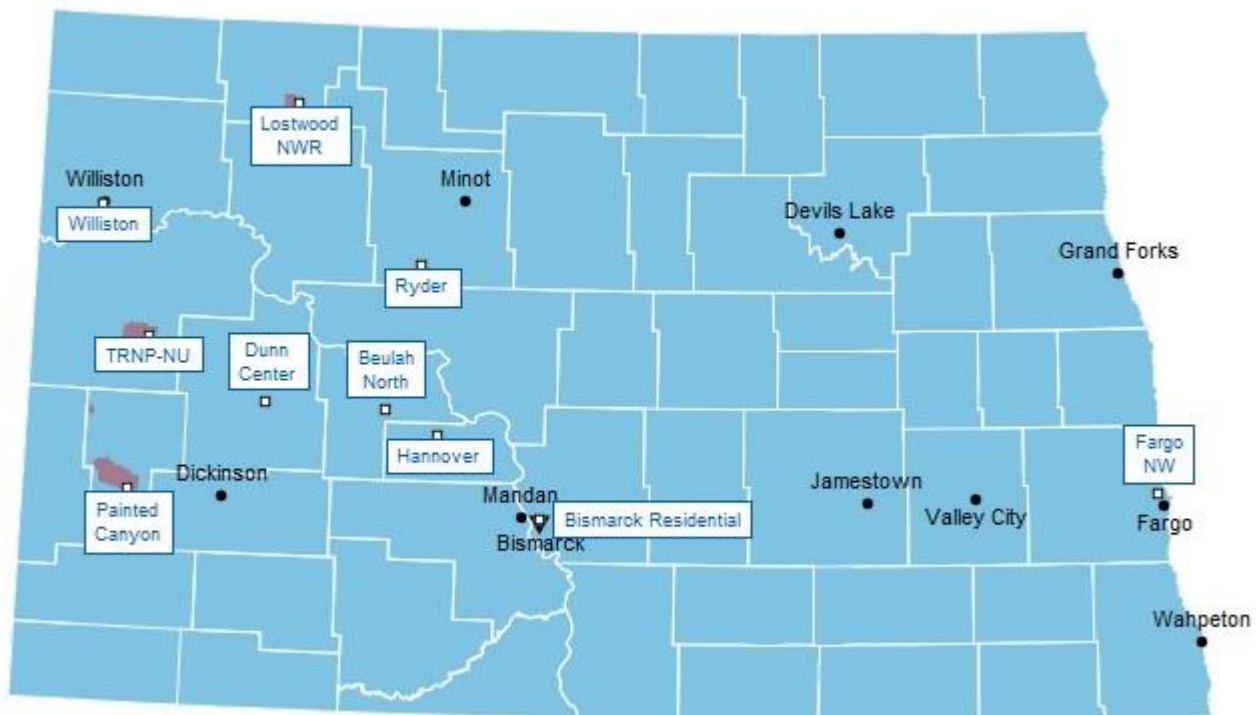 Lostwood
NWR
Williston
Williston
Minot
Devils Lake
Grand Forks
Ryder
TRNP-NU
Dunn
Center
Beulah
North
Hannover
Fargo
NW
Dickinson
Painted
Canyon
Mandan
Bismarck Residential
Bismarck
Jamestown
Valley City
Fargo
Wahpeton